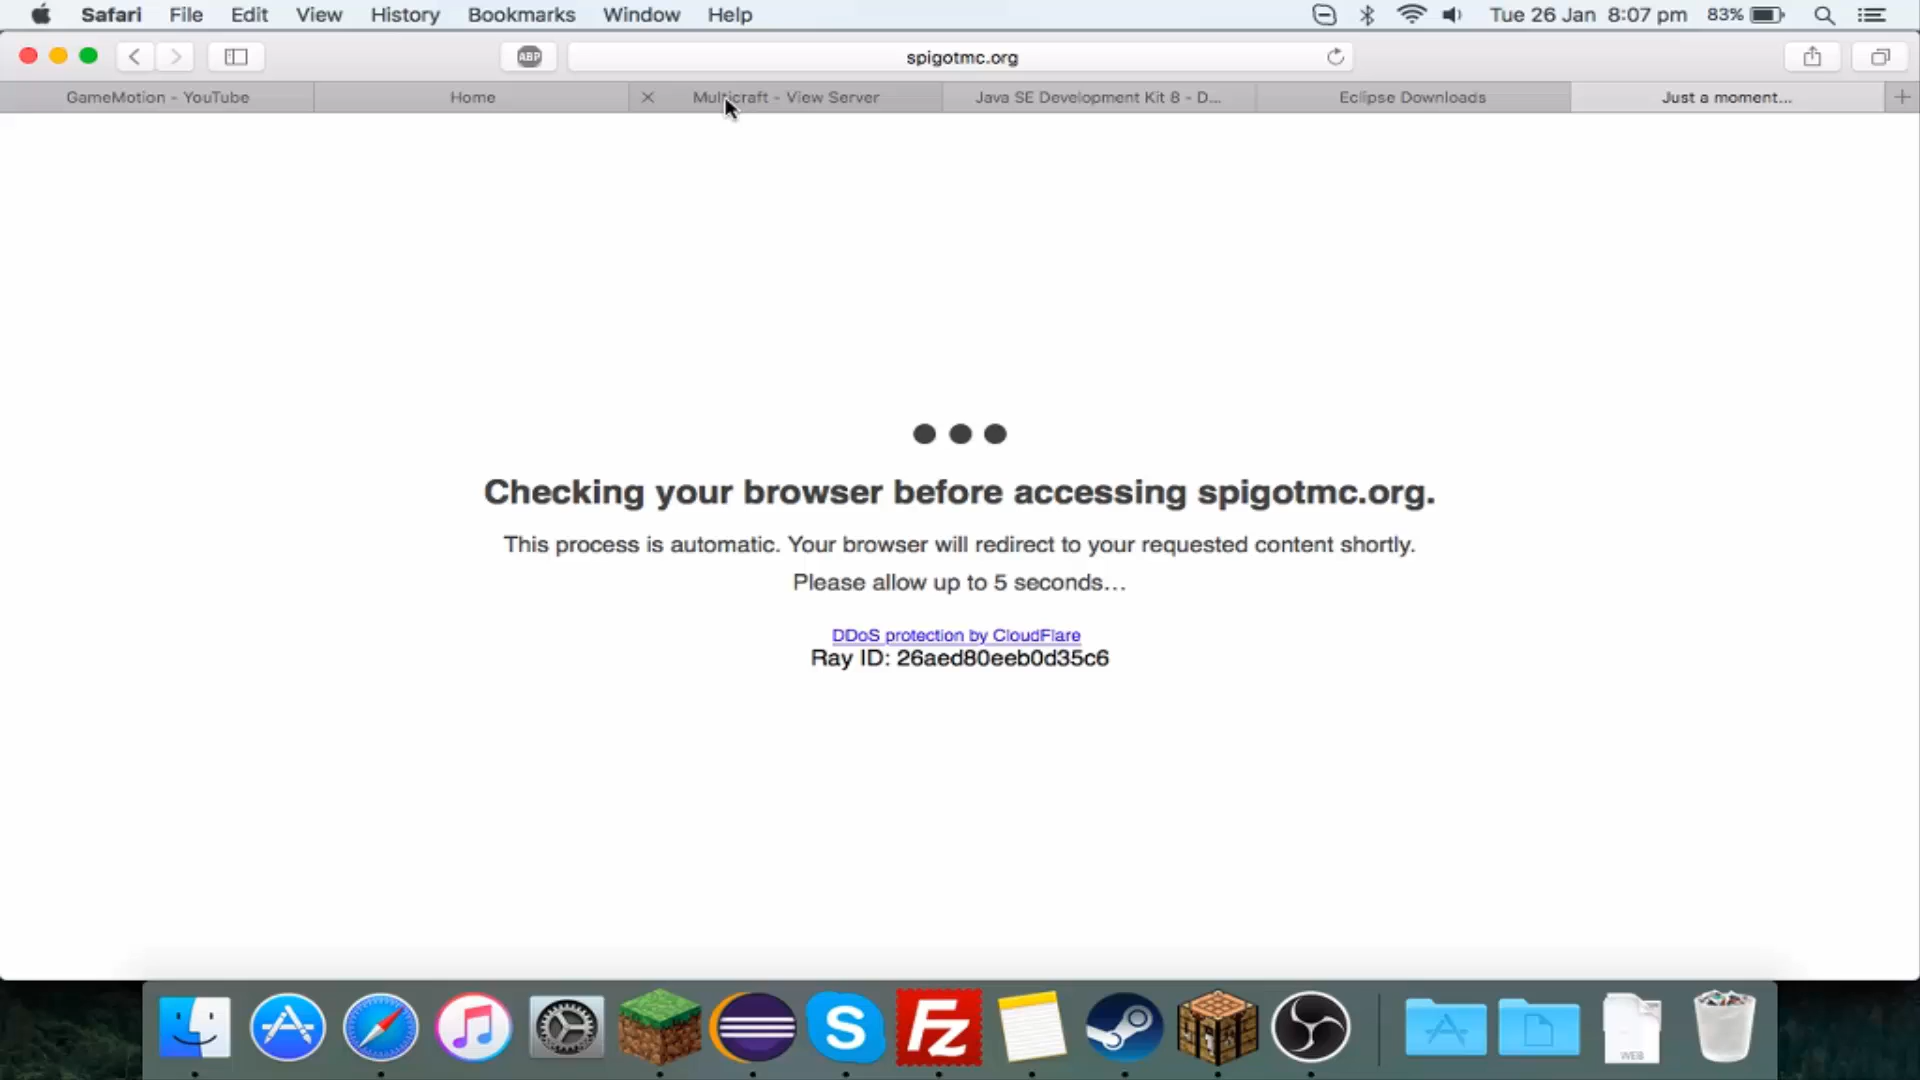 Safari File Edit View History Bookmarks Window Help Tue 26 Jan 8:07 pm 83%
ABP spigotmc.org
GameMotion - YouTube Home Multicraft - View Server Java SE Development Kit 8 - D... Eclipse Downloads Just a moment...
Checking your browser before accessing spigotmc.org.
This process is automatic. Your browser will redirect to your requested content shortly.
Please allow up to 5 seconds...
DDoS protection by CloudFlare
Ray ID: 26aed80eeb0d35c6
S Fz WEB